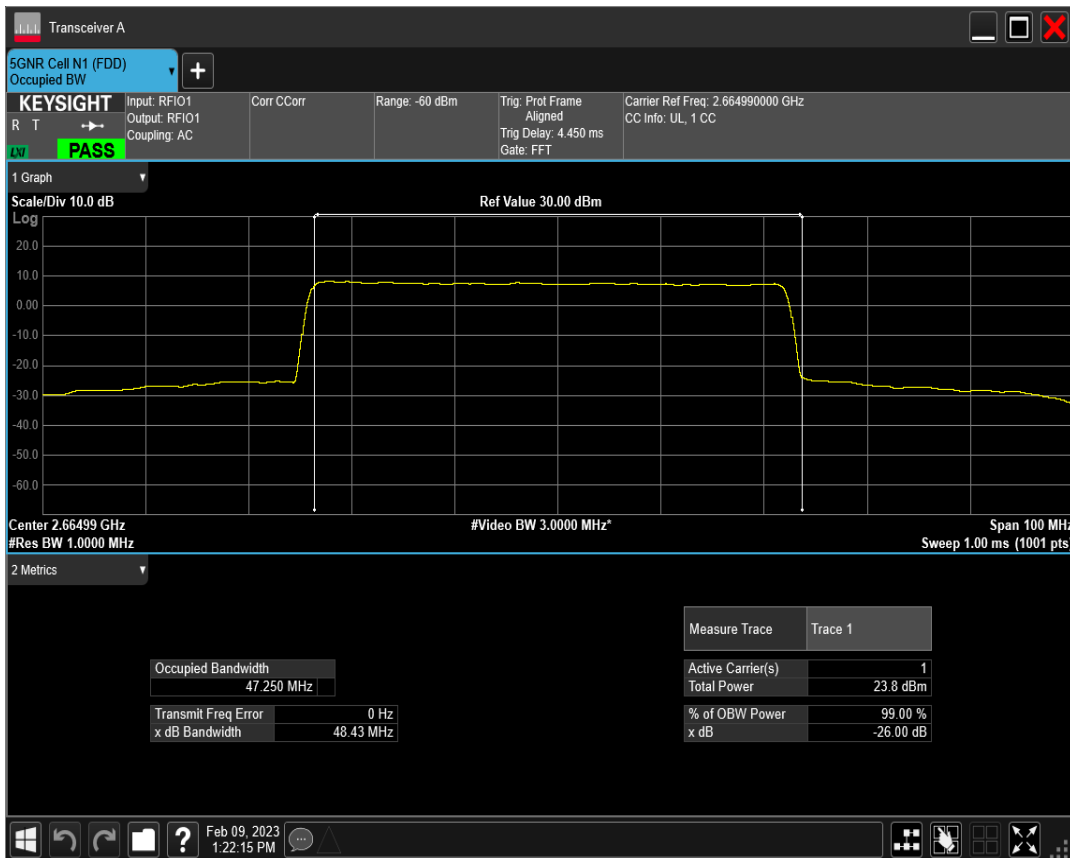 Transceiver A
5GNR Cell N1 (FDD)
Occupied BW
KEYSIGHT
R T
LXI
PASS
Input: RFIO1
Output: RFIO1
Coupling: AC
Corr CCorr
Range: -60 dBm
Trig: Prot Frame
Aligned
Trig Delay: 4.450 ms
Gate: FFT
Carrier Ref Freq: 2.664990000 GHz
CC Info: UL, 1 CC
1 Graph
Scale/Div 10.0 dB
Ref Value 30.00 dBm
Log
20.0
10.0
0.00
-10.0
-20.0
-30.0
-40.0
-50.0
-60.0
Center 2.66499 GHz
#Video BW 3.0000 MHz*
Span 100 MHz
#Res BW 1.0000 MHz
Sweep 1.00 ms (1001 pts)
2 Metrics
Measure Trace Trace 1
Occupied Bandwidth
47.250 MHz
Active Carrier(s) 1
Total Power 23.8 dBm
Transmit Freq Error 0 Hz
x dB Bandwidth 48.43 MHz
% of OBW Power 99.00 %
x dB -26.00 dB
?
Feb 09, 2023
1:22:15 PM